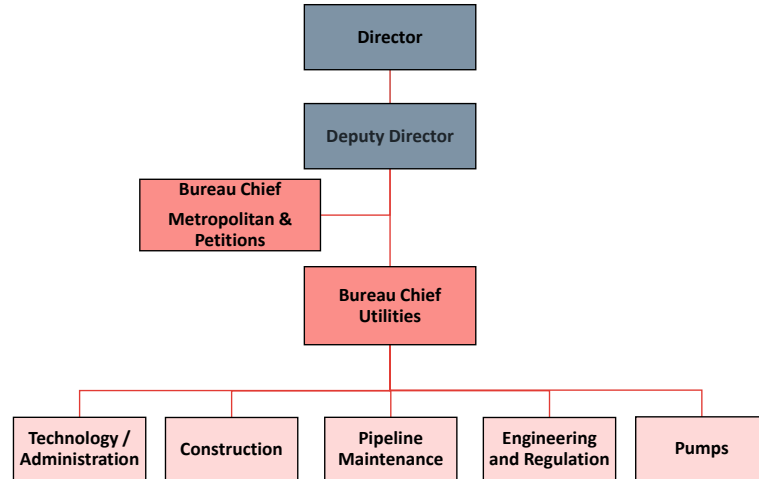 Director
Deputy Director
Bureau Chief
Metropolitan &
Petitions
Bureau Chief
Utilities
Technology /
Administration
Construction
Pipeline
Maintenance
Engineering
and Regulation
Pumps